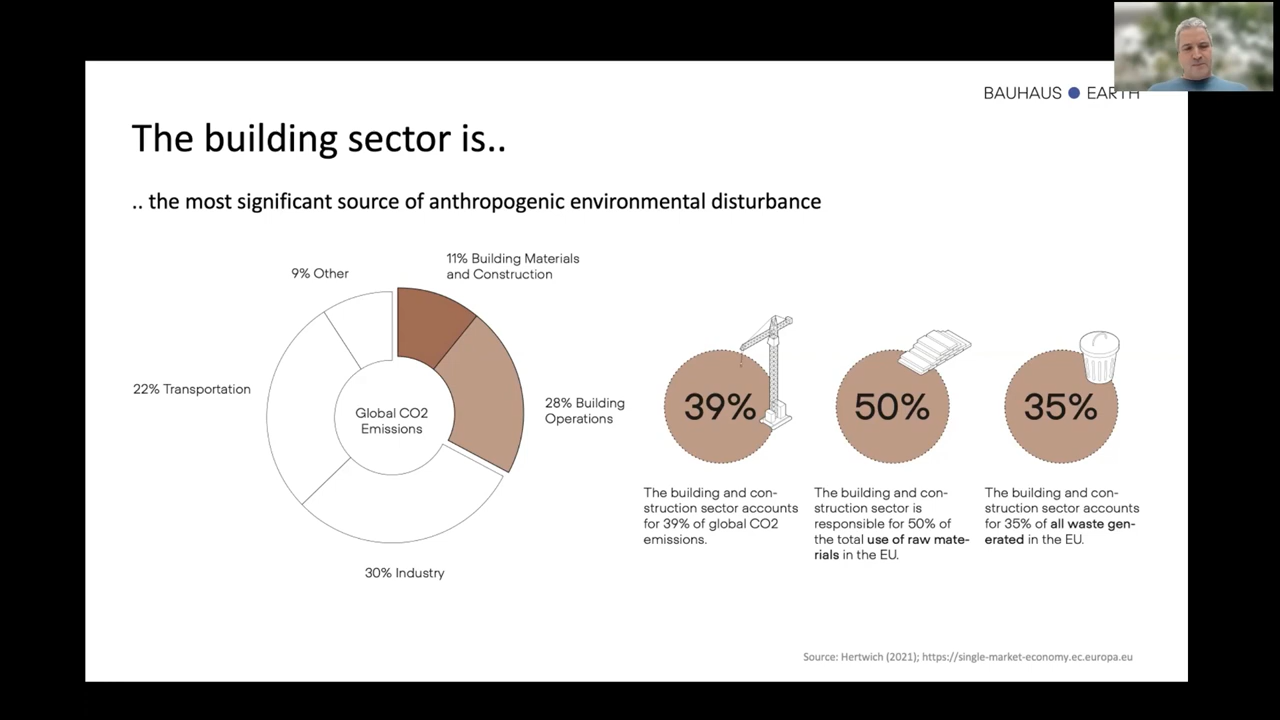 BAUHAUS EARTH
The building sector is..
.. the most significant source of anthropogenic environmental disturbance
11% Building Materials
and Construction
9% Other
22% Transportation
Global CO2
Emissions
28% Building
Operations
30% Industry
39%
The building and con-
struction sector accounts
for 39% of global CO2
emissions.
50%
The building and con-
struction sector is
responsible for 50% of
the total use of raw mate-
rials in the EU.
35%
The building and con-
struction sector accounts
for 35% of all waste gen-
erated in the EU.
Source: Hertwich (2021); https://single-market-economy.ec.europa.eu